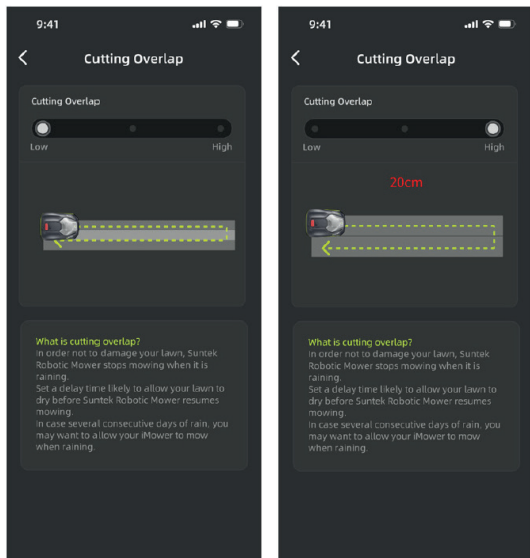 9:41
Cutting Overlap
Cutting Overlap
Low High
What is cutting overlap?
In order not to damage your lawn, Suntek
Robotic Mower stops mowing when it is
raining.
Set a delay time likely to allow your lawn to
dry before Suntek Robotic Mower resumes
mowing.
In case several consecutive days of rain, you
may want to allow your iMower to mow
when raining.
9:41
Cutting Overlap
Cutting Overlap
Low High
20cm
What is cutting overlap?
In order not to damage your lawn, Suntek
Robotic Mower stops mowing when it is
raining.
Set a delay time likely to allow your lawn to
dry before Suntek Robotic Mower resumes
mowing.
In case several consecutive days of rain, you
may want to allow your iMower to mow
when raining.